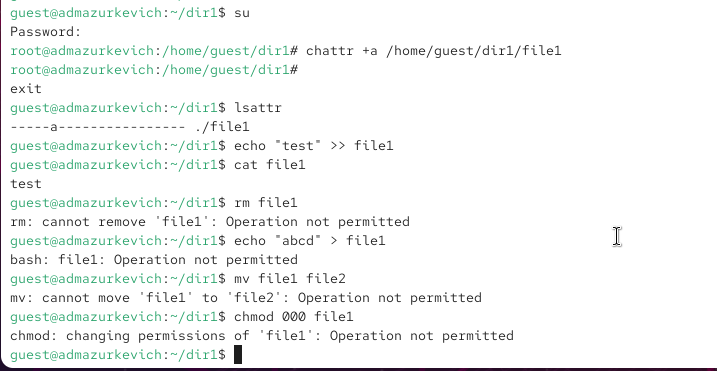 guest@admazurkevich:~/dir1$ su
Password:
root@admazurkevich:/home/guest/dir1# chattr +a /home/guest/dir1/file1
root@admazurkevich:/home/guest/dir1#
exit
guest@admazurkevich:~/dir1$ lsattr
-----a---------------- ./file1
guest@admazurkevich:~/dir1$ echo "test" >> file1
guest@admazurkevich:~/dir1$ cat file1
test
guest@admazurkevich:~/dir1$ rm file1
rm: cannot remove 'file1': Operation not permitted
guest@admazurkevich:~/dir1$ echo "abcd" > file1
bash: file1: Operation not permitted
guest@admazurkevich:~/dir1$ mv file1 file2
mv: cannot move 'file1' to 'file2': Operation not permitted
guest@admazurkevich:~/dir1$ chmod 000 file1
chmod: changing permissions of 'file1': Operation not permitted
guest@admazurkevich:~/dir1$